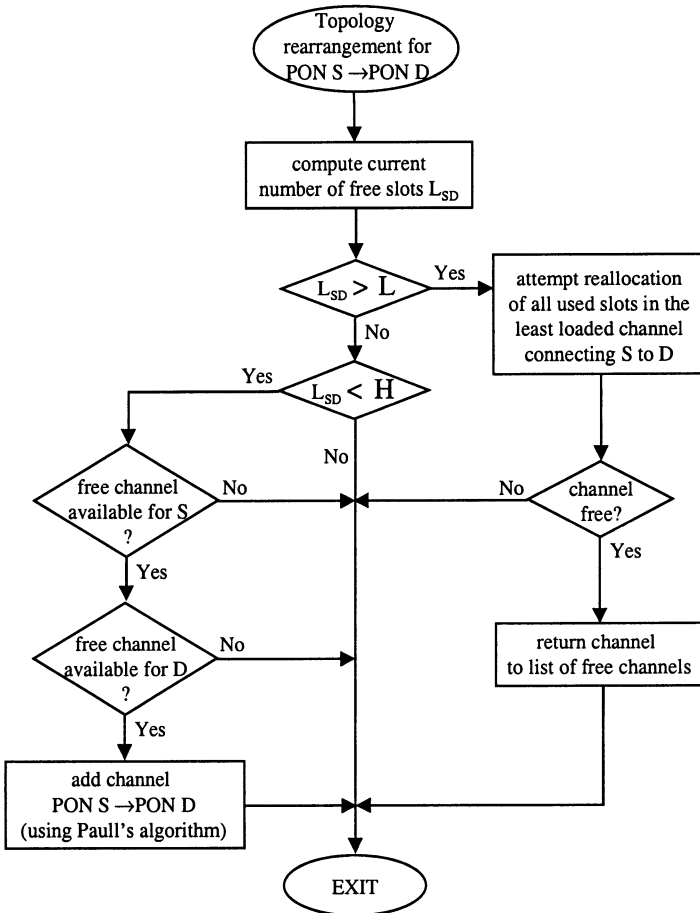 Topology
rearrangement for
PON S →PON D
compute current
number of free slots L_SD
L_SD > L
Yes
attempt reallocation
of all used slots in the
least loaded channel
connecting S to D
No
Yes
L_SD < H
No
free channel
available for S
?
No
No
channel
free?
Yes
Yes
free channel
available for D
?
No
return channel
to list of free channels
Yes
add channel
PON S →PON D
(using Paull's algorithm)
EXIT